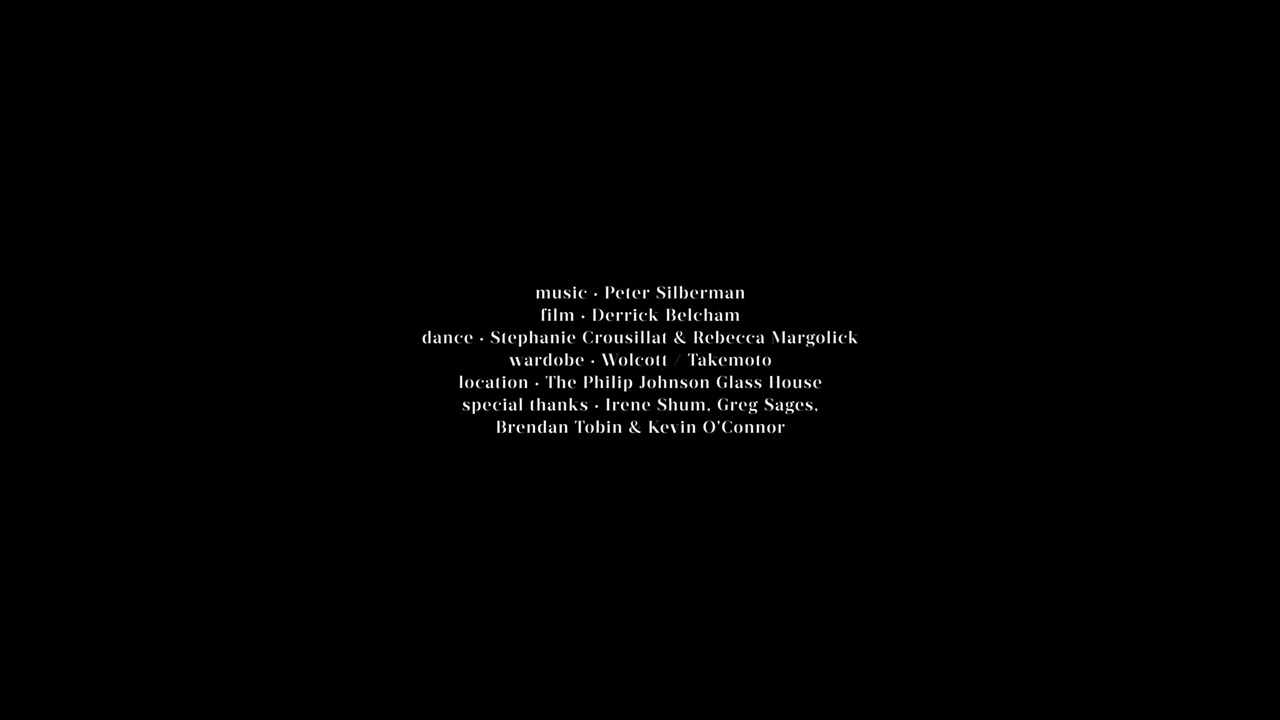 music • Peter Silberman
film • Derrick Belcham
dance • Stephanie Crousillat & Rebecca Margolick
wardobe • Wolcott / Takemoto
location • The Philip Johnson Glass House
special thanks • Irene Shum, Greg Sages,
Brendan Tobin & Kevin O'Connor